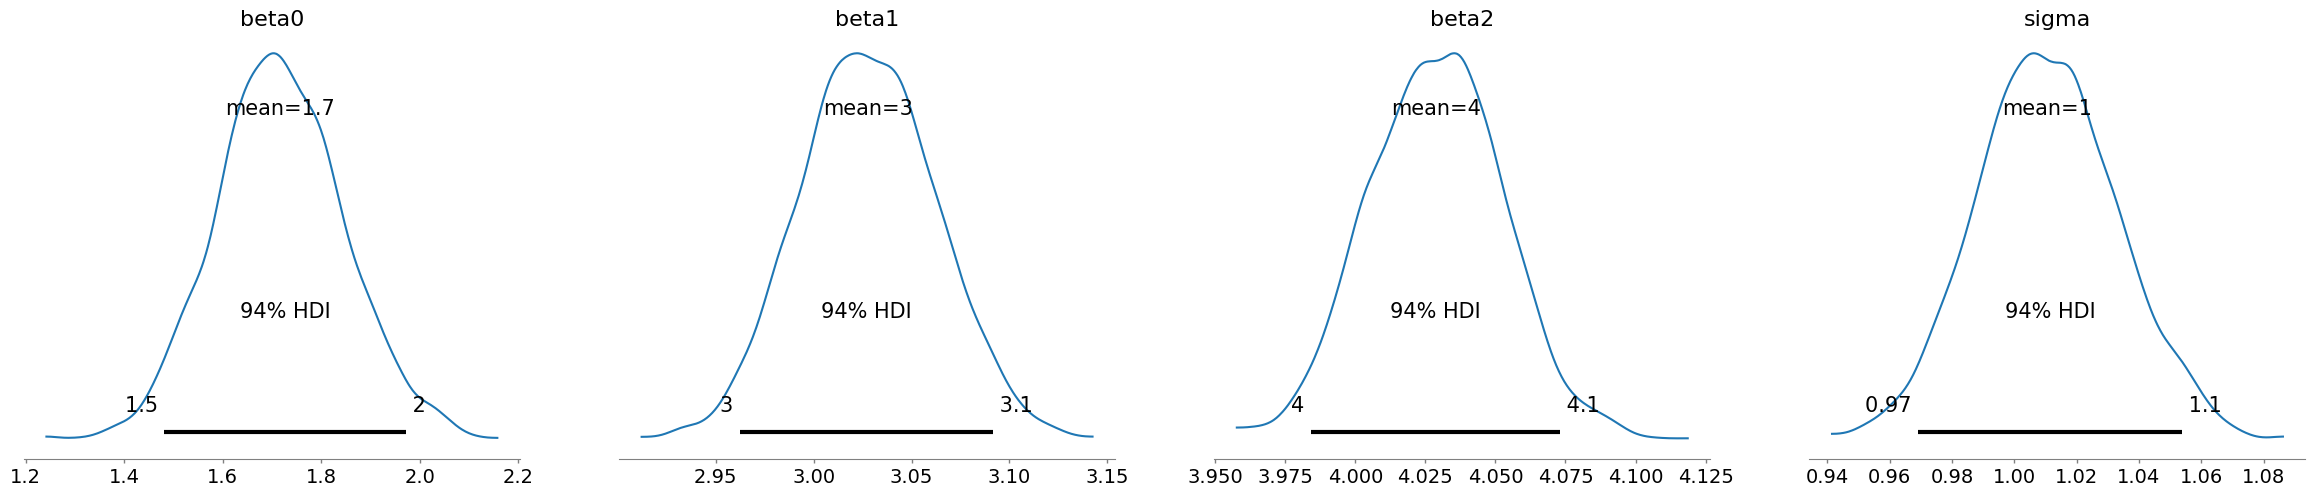 beta0
mean=1.7
94% HDI
1.5 2
1.2 1.4 1.6 1.8 2.0 2.2
beta1
mean=3
94% HDI
3 3.1
2.95 3.00 3.05 3.10 3.15
beta2
mean=4
94% HDI
4 4.1
3.950 3.975 4.000 4.025 4.050 4.075 4.100 4.125
sigma
mean=1
94% HDI
0.97 1.1
0.94 0.96 0.98 1.00 1.02 1.04 1.06 1.08